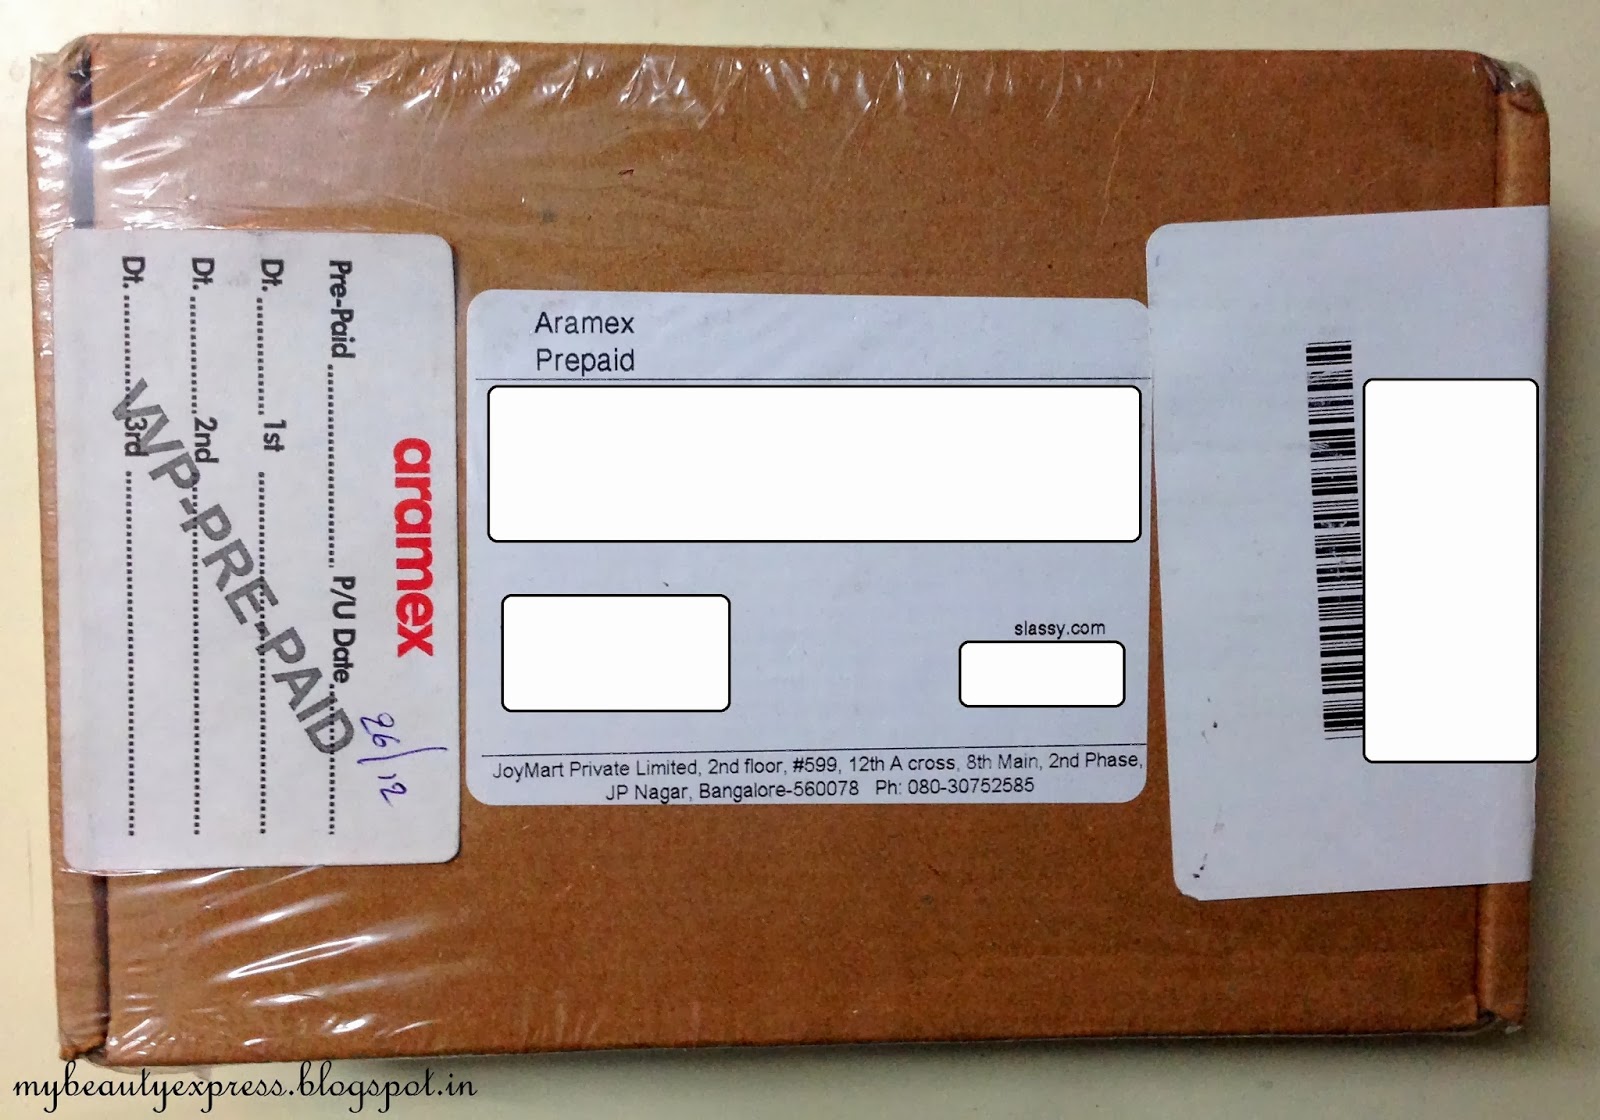 aramex
Pre-Paid ........................... P/U Date................ 26/12
Dt. ............... 1st ................................................
Dt. ............... 2nd ................................................
Dt. ............... 3rd ................................................
VVP-PRE-PAID
Aramex
Prepaid
slassy.com
JoyMart Private Limited, 2nd floor, #599, 12th A cross, 8th Main, 2nd Phase,
JP Nagar, Bangalore-560078 Ph: 080-30752585
mybeautyexpress.blogspot.in